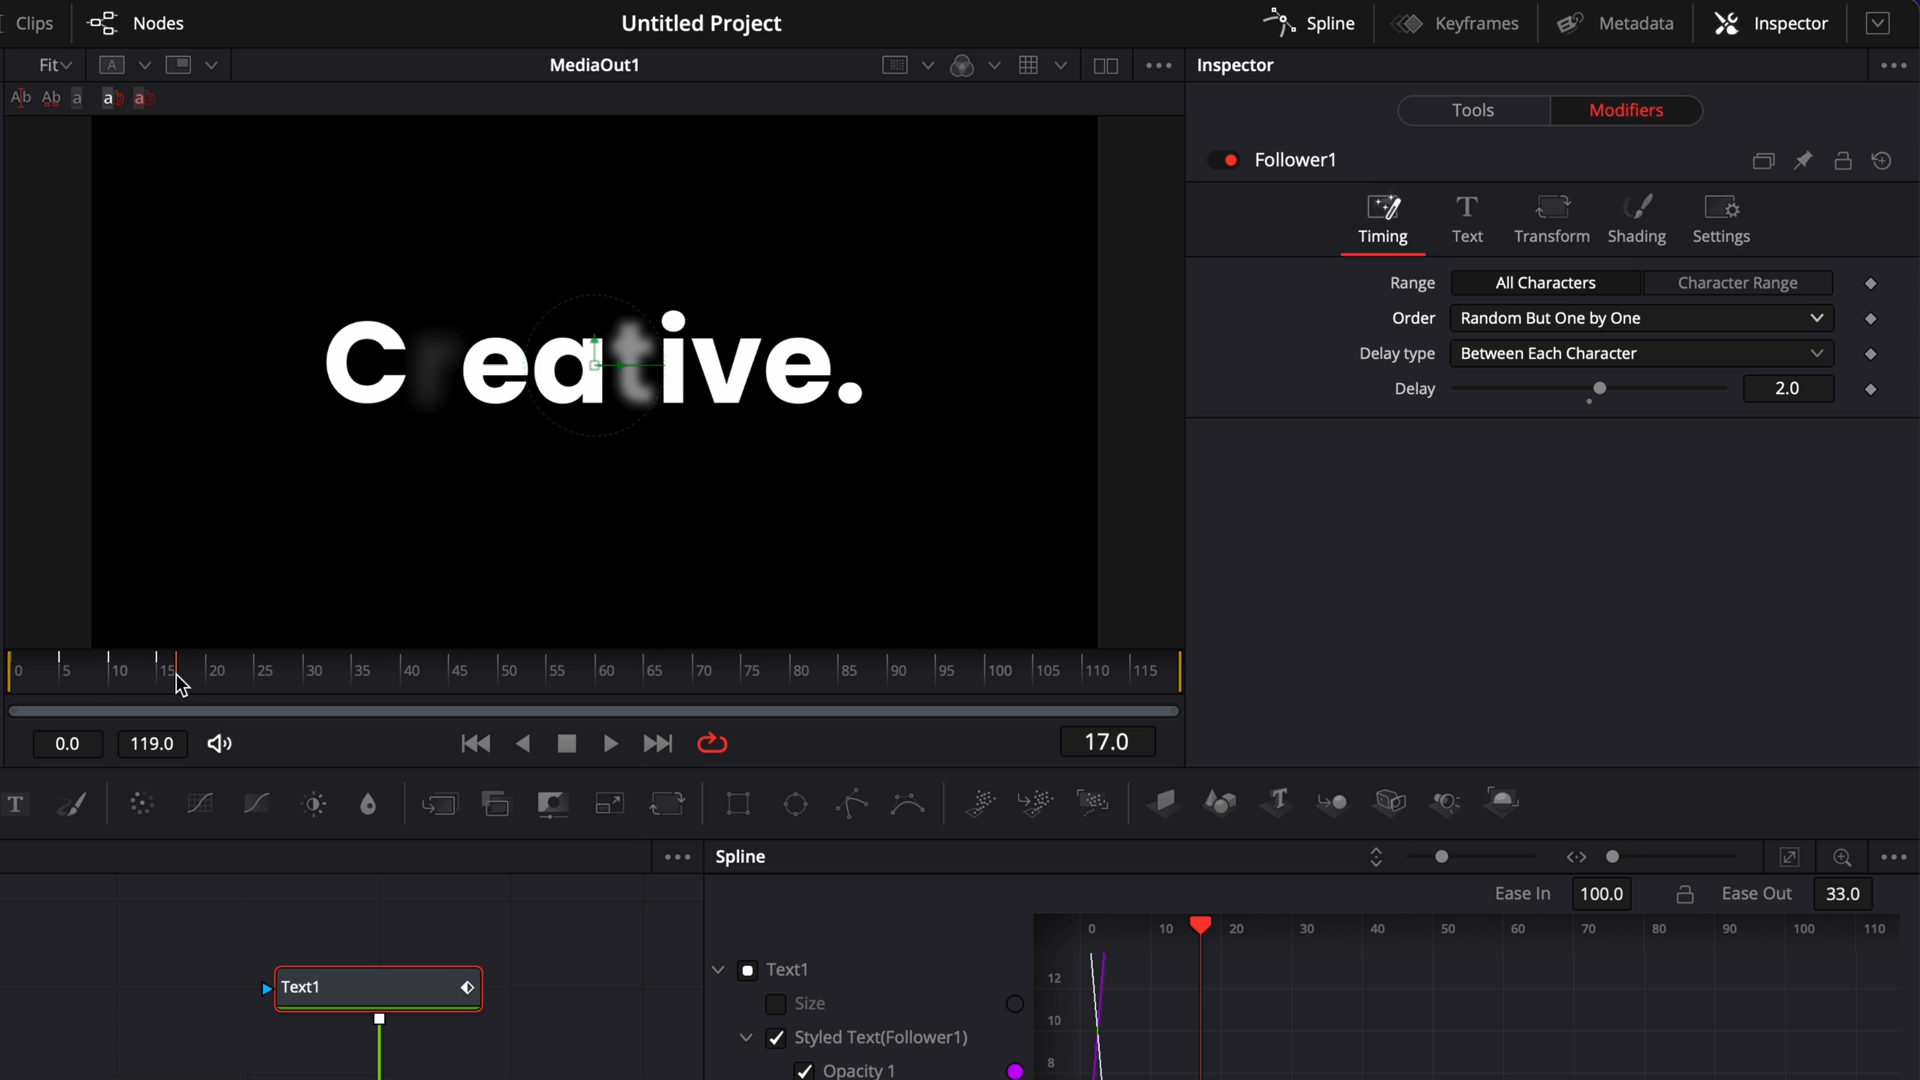 Clips
Nodes
Untitled Project
Spline
Keyframes
Metadata
Inspector
Fit
A
MediaOut1
Inspector
Ab Ab a ab ab
Tools
Modifiers
Follower1
Timing
Text
Transform
Shading
Settings
Range
All Characters
Character Range
Order
Random But One by One
Delay type
Between Each Character
Delay
2.0
Creative.
0 5 10 15 20 25 30 35 40 45 50 55 60 65 70 75 80 85 90 95 100 105 110 115
0.0
119.0
17.0
T
Spline
Ease In
100.0
Ease Out
33.0
0 10 20 30 40 50 60 70 80 90 100 110
Text1
Text1
12
Size
10
Styled Text(Follower1)
8
Opacity 1